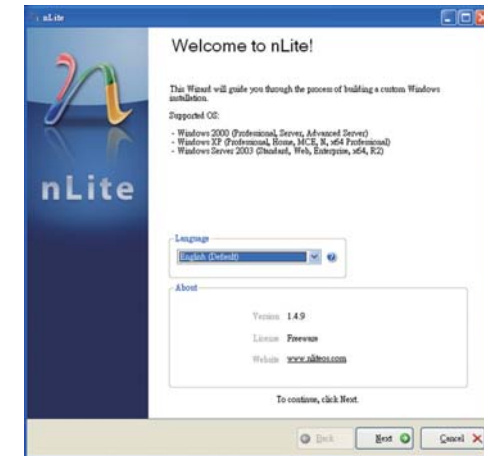 nLite
Welcome to nLite!
This Wizard will guide you through the process of building a custom Windows
installation.
Supported OS:
- Windows 2000 (Professional, Server, Advanced Server)
- Windows XP (Professional, Home, MCE, N, x64 Professional)
- Windows Server 2003 (Standard, Web, Enterprise, x64, R2)
n
nLite
Language
English (Default)
About
Version 1.4.9
License Freeware
Website www.nliteos.com
To continue, click Next.
Back Next Cancel